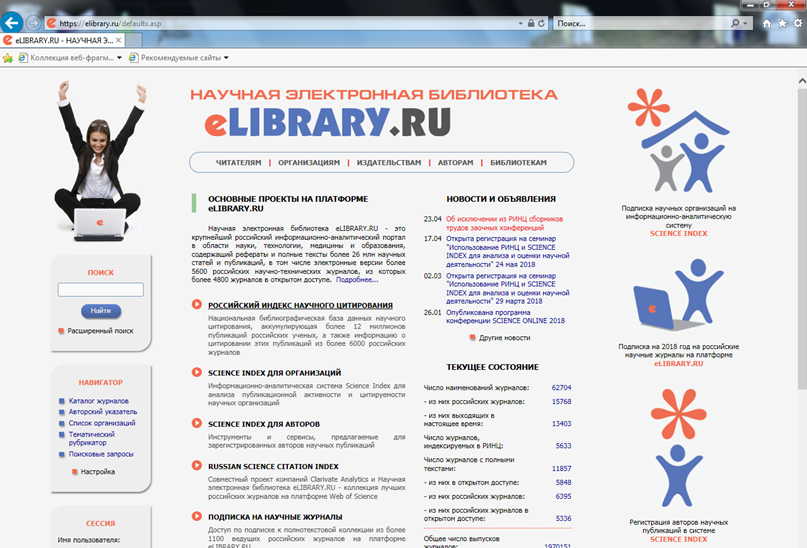 https://elibrary.ru/defaultx.asp
Поиск...
eLIBRARY.RU - НАУЧНАЯ Э...
Коллекция веб-фрагм...
Рекомендуемые сайты
НАУЧНАЯ ЭЛЕКТРОННАЯ БИБЛИОТЕКА
eLIBRARY.RU
ЧИТАТЕЛЯМ | ОРГАНИЗАЦИЯМ | ИЗДАТЕЛЬСТВАМ | АВТОРАМ | БИБЛИОТЕКАМ
ПОИСК
Найти
Расширенный поиск
НАВИГАТОР
Каталог журналов
Авторский указатель
Список организаций
Тематический
рубрикатор
Поисковые запросы
Настройка
СЕССИЯ
Имя пользователя:
ОСНОВНЫЕ ПРОЕКТЫ НА ПЛАТФОРМЕ
eLIBRARY.RU
Научная электронная библиотека eLIBRARY.RU - это
крупнейший российский информационно-аналитический портал
в области науки, технологии, медицины и образования,
содержащий рефераты и полные тексты более 26 млн научных
статей и публикаций, в том числе электронные версии более
5600 российских научно-технических журналов, из которых
более 4800 журналов в открытом доступе. Подробнее...
РОССИЙСКИЙ ИНДЕКС НАУЧНОГО ЦИТИРОВАНИЯ
Национальная библиографическая база данных научного
цитирования, аккумулирующая более 12 миллионов
публикаций российских ученых, а также информацию о
цитировании этих публикаций из более 6000 российских
журналов
SCIENCE INDEX ДЛЯ ОРГАНИЗАЦИЙ
Информационно-аналитическая система Science Index для
анализа публикационной активности и цитируемости
научных организаций
SCIENCE INDEX ДЛЯ АВТОРОВ
Инструменты и сервисы, предлагаемые для
зарегистрированных авторов научных публикаций
RUSSIAN SCIENCE CITATION INDEX
Совместный проект компаний Clarivate Analytics и Научная
электронная библиотека eLIBRARY.RU - коллекция лучших
российских журналов на платформе Web of Science
ПОДПИСКА НА НАУЧНЫЕ ЖУРНАЛЫ
Доступ по подписке к полнотекстовой коллекции из более
1100 ведущих российских журналов на платформе
eLIBRARY.RU
НОВОСТИ И ОБЪЯВЛЕНИЯ
23.04 Об исключении из РИНЦ сборников
трудов заочных конференций
17.04 Открыта регистрация на семинар
"Использование РИНЦ и SCIENCE
INDEX для анализа и оценки научной
деятельности" 24 мая 2018
02.03 Открыта регистрация на семинар
"Использование РИНЦ и SCIENCE
INDEX для анализа и оценки научной
деятельности" 29 марта 2018
26.01 Опубликована программа
конференции SCIENCE ONLINE 2018
Другие новости
ТЕКУЩЕЕ СОСТОЯНИЕ
Число наименований журналов: 62704
- из них российских журналов: 15768
- из них выходящих в
настоящее время: 13403
Число журналов,
индексируемых в РИНЦ: 5633
Число журналов с полными
текстами: 11857
- из них в открытом доступе: 5848
- из них российских журналов: 6395
- из них российских журналов в
открытом доступе: 5336
Общее число выпусков
журналов: 1970151
Подписка научных организаций на
информационно-аналитическую
систему
SCIENCE INDEX
Подписка на 2018 год на российские
научные журналы на платформе
eLIBRARY.RU
Регистрация авторов научных
публикаций в системе
SCIENCE INDEX